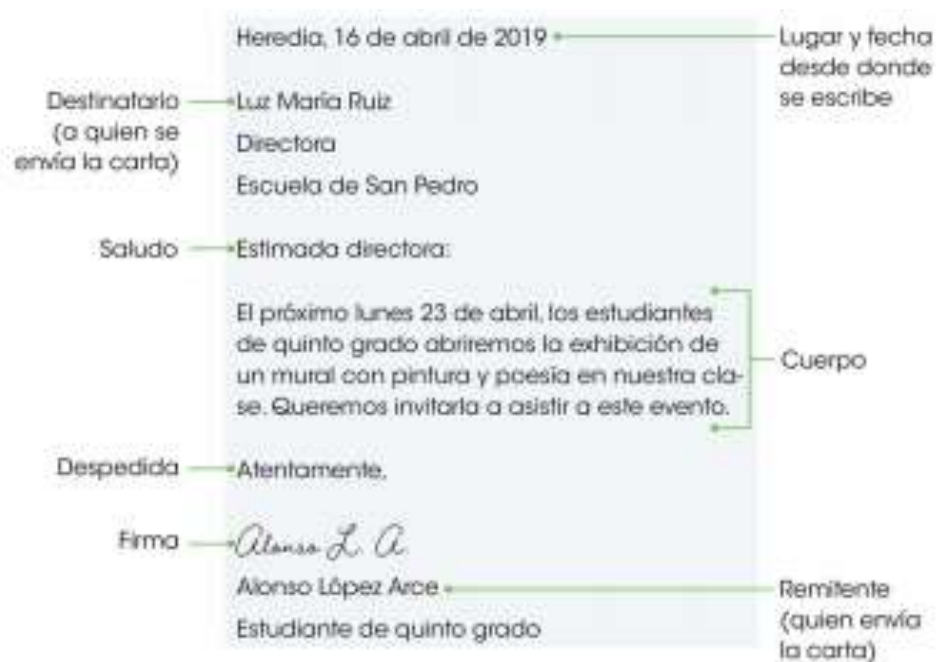 Heredia, 16 de abril de 2019
Lugar y fecha
desde donde
se escribe
Destinatario
(a quien se
envía la carta)
Luz María Ruiz
Directora
Escuela de San Pedro
Saludo
Estimada directora:
El próximo lunes 23 de abril, los estudiantes
de quinto grado abriremos la exhibición de
un mural con pintura y poesía en nuestra cla-
se. Queremos invitarla a asistir a este evento.
Cuerpo
Despedida
Atentamente,
Firma
Alonso L. A.
Alonso López Arce
Estudiante de quinto grado
Remitente
(quien envía
la carta)